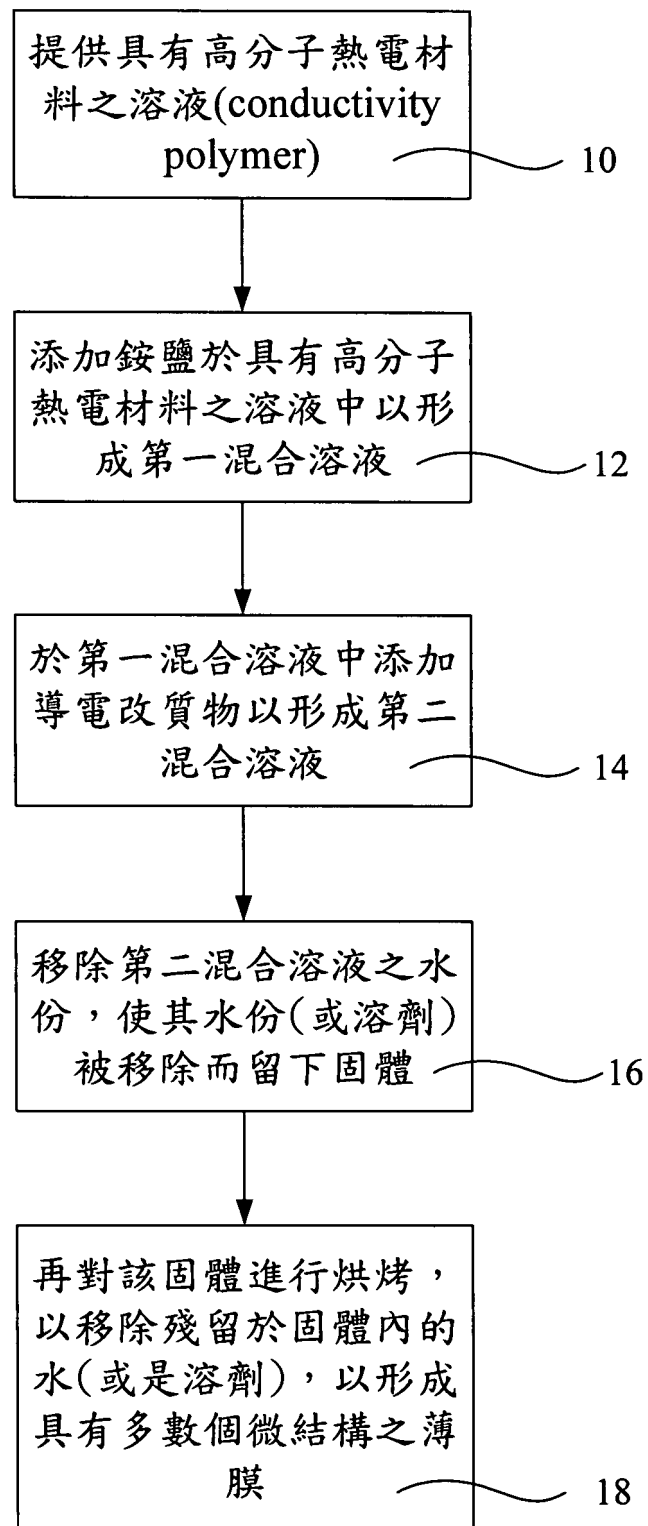 提供具有高分子熱電材
料之溶液(conductivity
polymer)
10
添加銨鹽於具有高分子
熱電材料之溶液中以形
成第一混合溶液
12
於第一混合溶液中添加
導電改質物以形成第二
混合溶液
14
移除第二混合溶液之水
份，使其水份(或溶劑)
被移除而留下固體
16
再對該固體進行烘烤，
以移除殘留於固體內的
水(或是溶劑)，以形成
具有多數個微結構之薄
膜
18